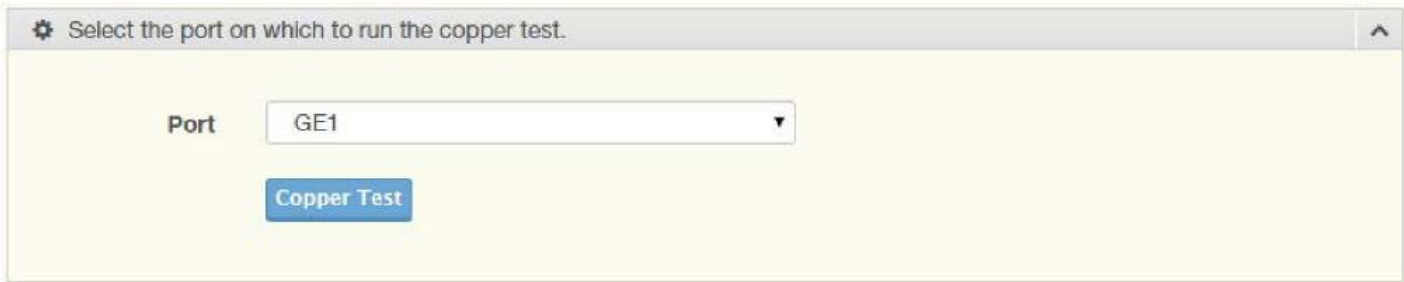 Select the port on which to run the copper test.
Port
GE1
Copper Test